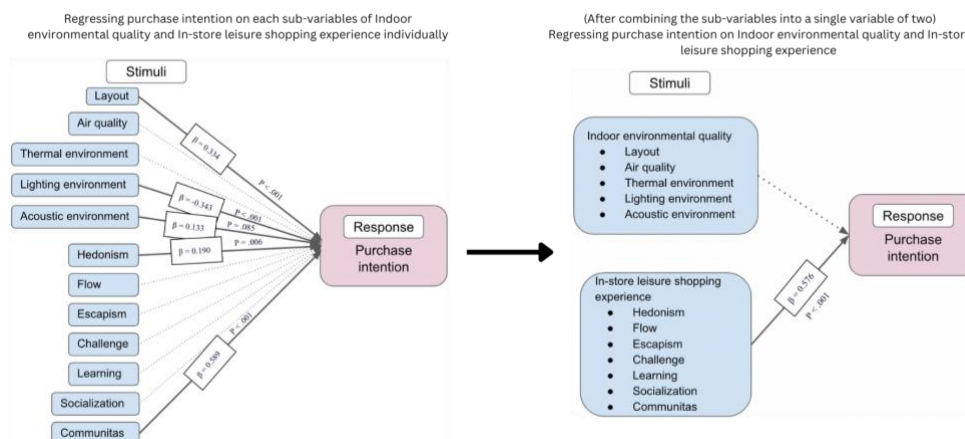 Regressing purchase intention on each sub-variables of Indoor
environmental quality and In-store leisure shopping experience individually
Stimuli
Layout
Air quality
Thermal environment
Lighting environment
Acoustic environment
Hedonism
Flow
Escapism
Challenge
Learning
Socialization
Communitas
β = 0.334
P < .001
β = -0.343
P < .001
β = 0.133
P = .085
β = 0.190
P = .006
β = 0.589
P < .001
Response
Purchase
intention
(After combining the sub-variables into a single variable of two)
Regressing purchase intention on Indoor environmental quality and In-store
leisure shopping experience
Stimuli
Indoor environmental quality
● Layout
● Air quality
● Thermal environment
● Lighting environment
● Acoustic environment
In-store leisure shopping
experience
● Hedonism
● Flow
● Escapism
● Challenge
● Learning
● Socialization
● Communitas
β = 0.576
P < .001
Response
Purchase
intention